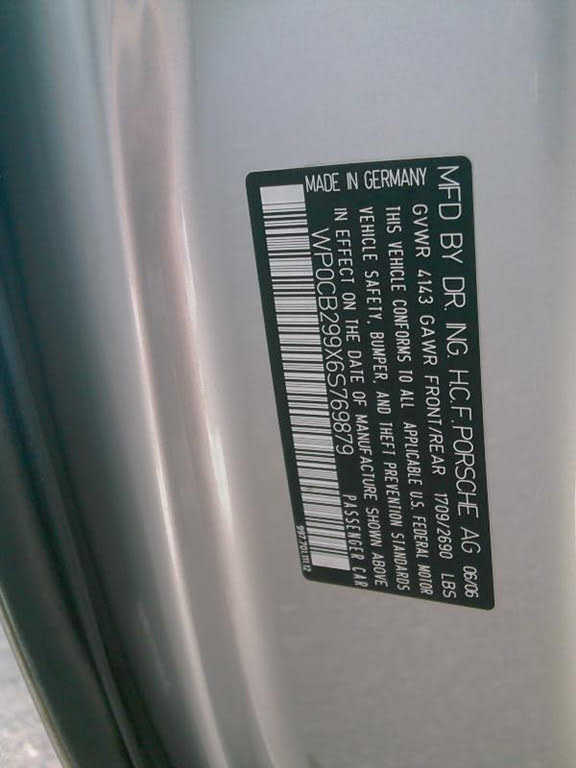 MFD BY DR. ING. H.C.F. PORSCHE AG 06/06
GVWR 4143 GAWR FRONT/REAR 1709/2690 LBS
THIS VEHICLE CONFORMS TO ALL APPLICABLE U.S. FEDERAL MOTOR
VEHICLE SAFETY, BUMPER, AND THEFT PREVENTION STANDARDS
IN EFFECT ON THE DATE OF MANUFACTURE SHOWN ABOVE
MADE IN GERMANY
WP0CB299X6S769879
PASSENGER CAR